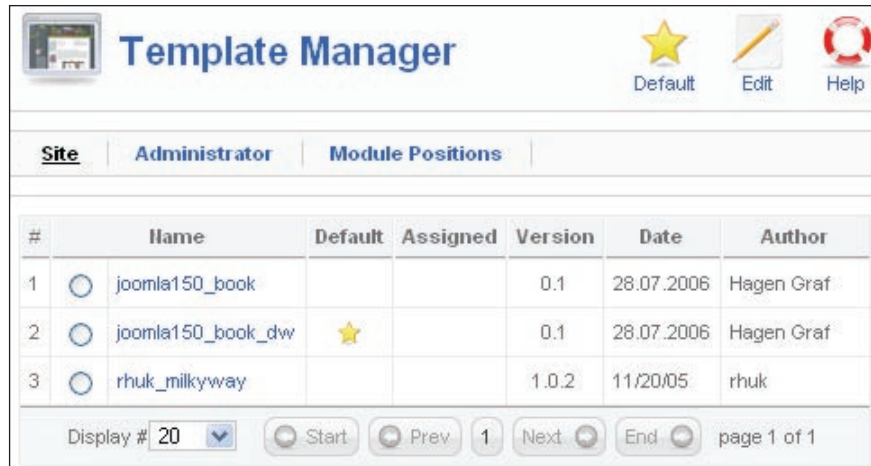 Template Manager
Default Edit Help
Site Administrator Module Positions
# Name Default Assigned Version Date Author
1 joomla150_book 0.1 28.07.2006 Hagen Graf
2 joomla150_book_dw 0.1 28.07.2006 Hagen Graf
3 rhuk_milkyway 1.0.2 11/20/05 rhuk
Display # 20 Start Prev 1 Next End page 1 of 1